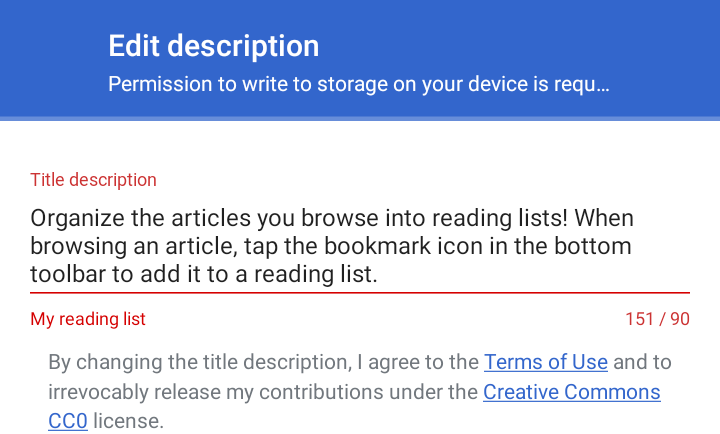 Edit description
Permission to write to storage on your device is requ...
Title description
Organize the articles you browse into reading lists! When
browsing an article, tap the bookmark icon in the bottom
toolbar to add it to a reading list.
My reading list
151 / 90
By changing the title description, I agree to the Terms of Use and to
irrevocably release my contributions under the Creative Commons
CC0 license.